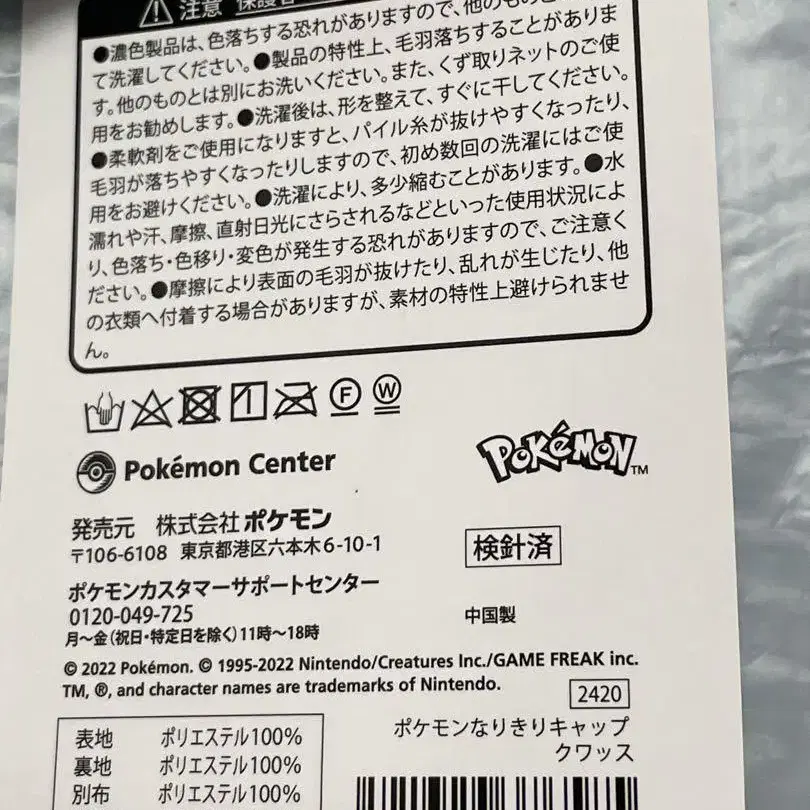 注意 保護者
●濃色製品は、色落ちする恐れがありますので、他のものと
て洗濯してください。●製品の特性上、毛羽落ちすることがありま
す。他のものとは別にお洗いください。また、くず取りネットのご使
用をお勧めします。●洗濯後は、形を整えて、すぐに干してください。
●柔軟剤をご使用になりますと、パイル糸が抜けやすくなったり、
毛羽が落ちやすくなったりしますので、初め数回の洗濯にはご使
用をお避けください。●洗濯により、多少縮むことがあります。●水
濡れや汗、摩擦、直射日光にさらされるなどといった使用状況によ
り、色落ち・色移り・変色が発生する恐れがありますので、ご注意く
ださい。●摩擦により表面の毛羽が抜けたり、乱れが生じたり、他
の衣類へ付着する場合がありますが、素材の特性上避けられませ
ん。
F W
Pokémon Center
POKéMON TM
発売元 株式会社ポケモン
〒106-6108 東京都港区六本木6-10-1
検針済
ポケモンカスタマーサポートセンター
0120-049-725
中国製
月~金(祝日・特定日を除く)11時~18時
© 2022 Pokémon. © 1995-2022 Nintendo/Creatures Inc./GAME FREAK inc.
TM, ®, and character names are trademarks of Nintendo.
2420
ポケモンなりきりキャップ
クワッス
表地 ポリエステル100%
裏地 ポリエステル100%
別布 ポリエステル100%